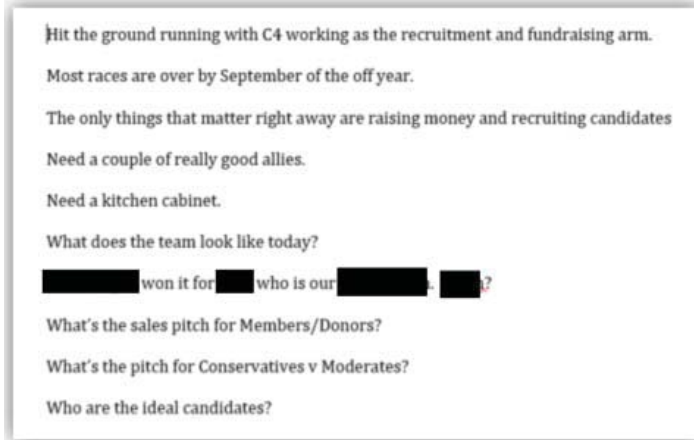 Hit the ground running with C4 working as the recruitment and fundraising arm.
Most races are over by September of the off year.
The only things that matter right away are raising money and recruiting candidates
Need a couple of really good allies.
Need a kitchen cabinet.
What does the team look like today?
won it for who is our ?
What's the sales pitch for Members/Donors?
What's the pitch for Conservatives v Moderates?
Who are the ideal candidates?